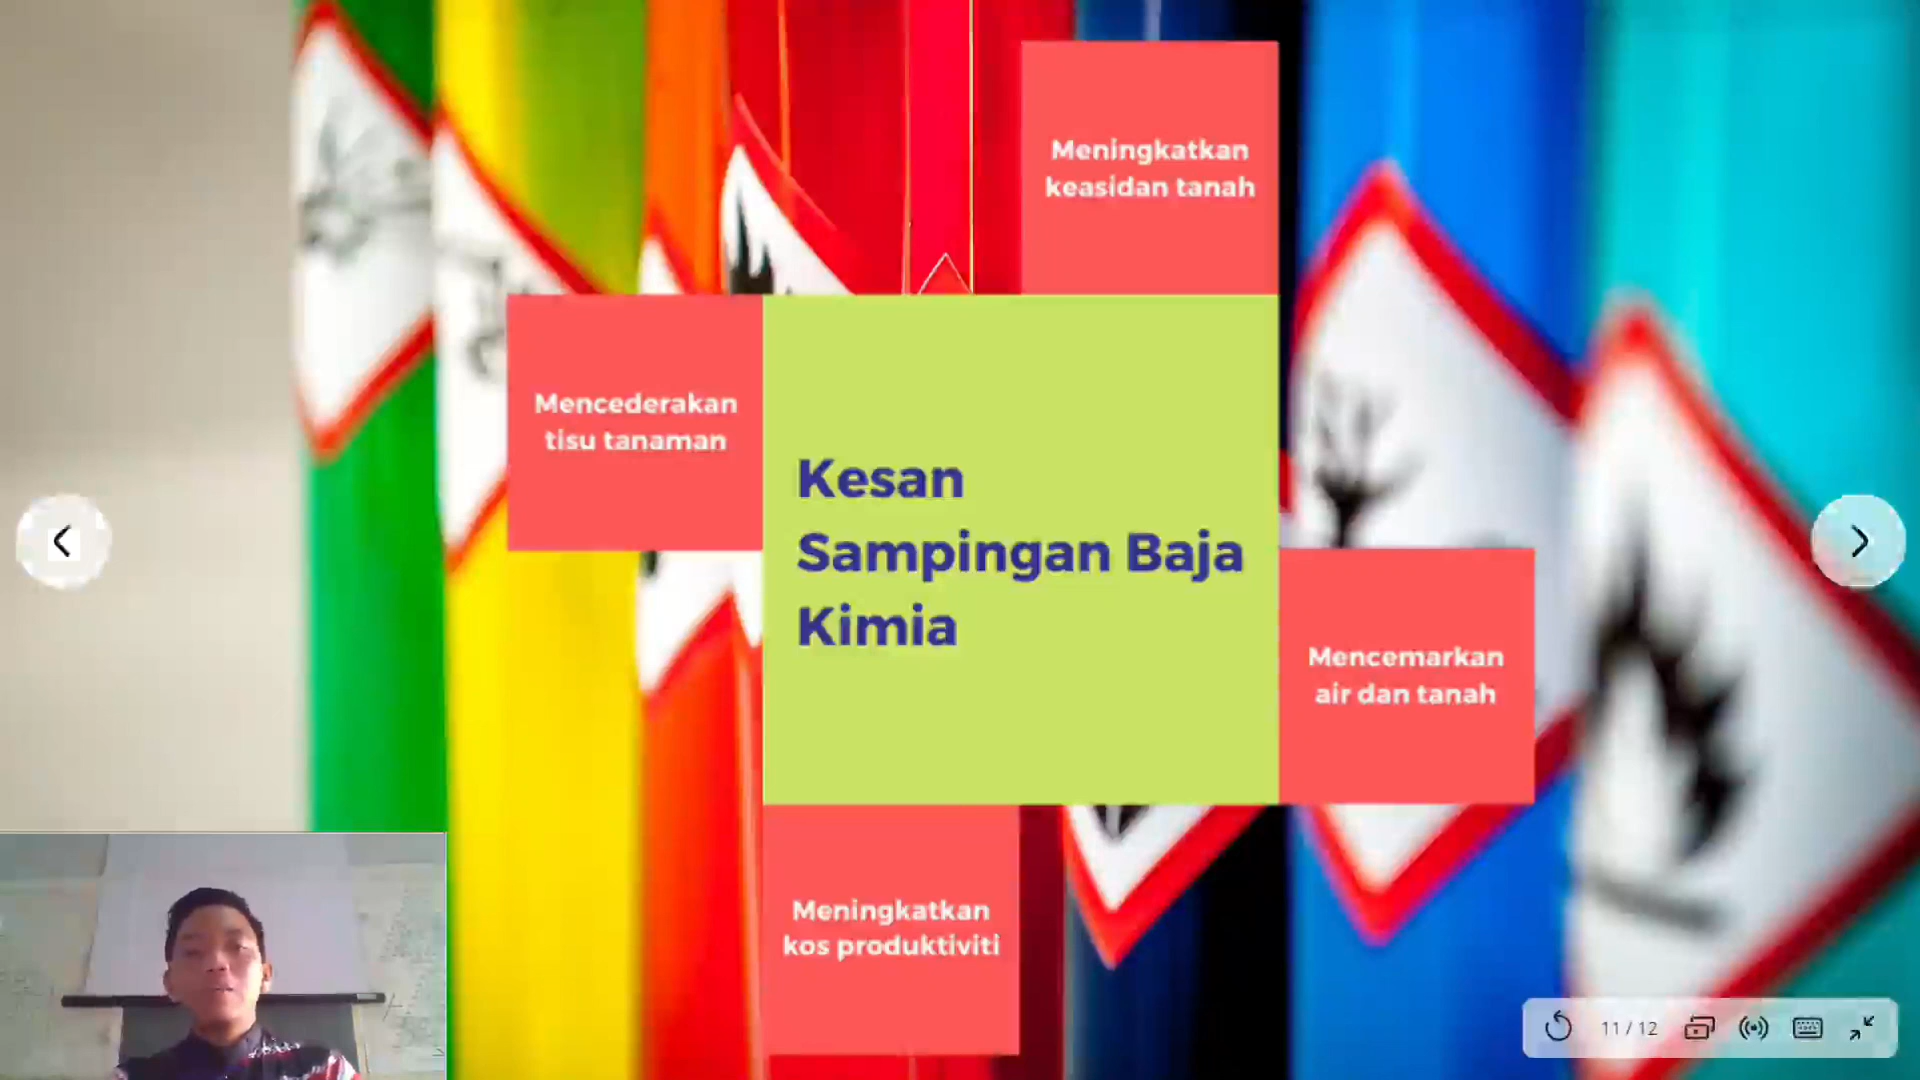 Meningkatkan
keasidan tanah
Mencederakan
tisu tanaman
Kesan
Sampingan Baja
Kimia
Mencemarkan
air dan tanah
Meningkatkan
kos produktiviti
11 / 12